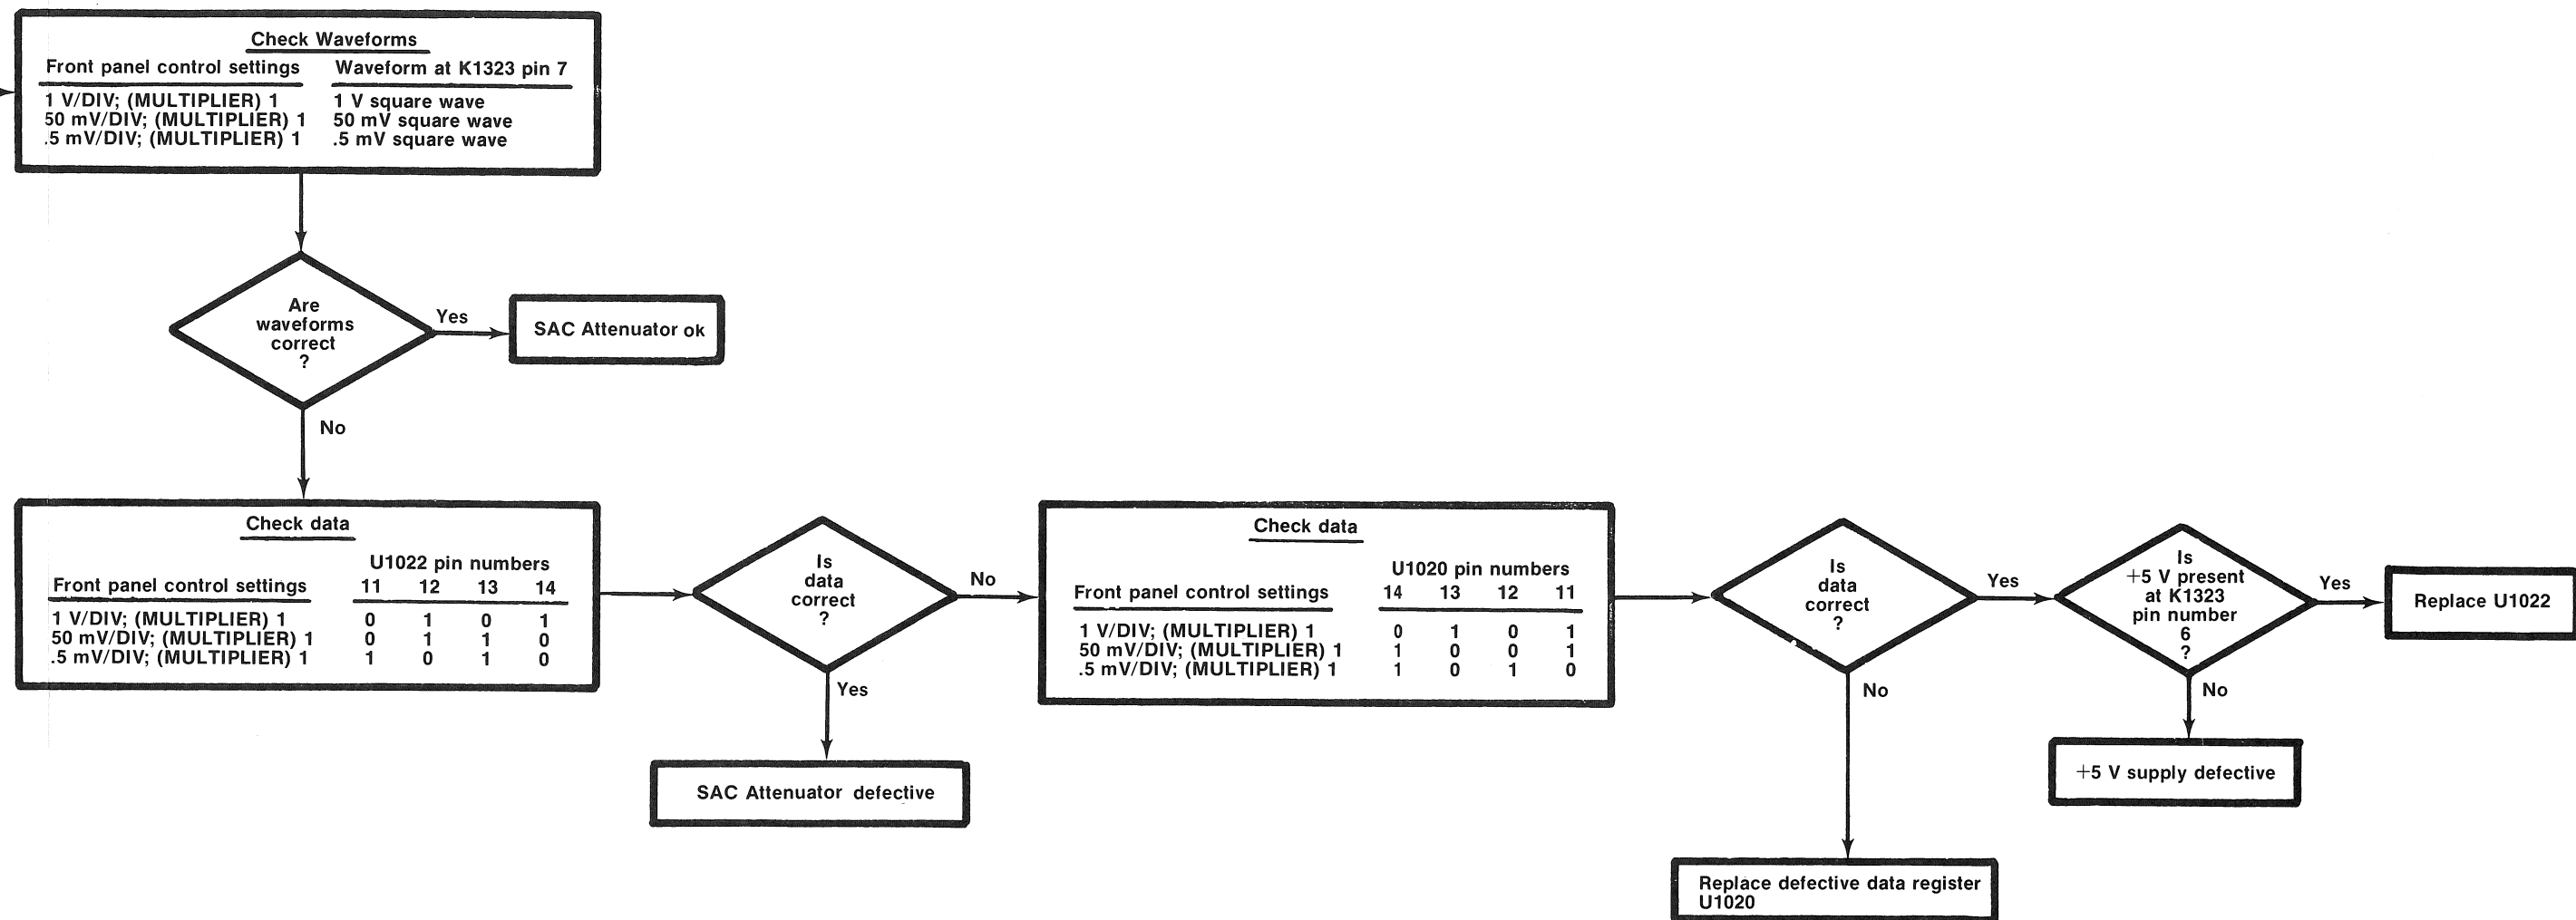 Check Waveforms
Front panel control settings Waveform at K1323 pin 7
1 V/DIV; (MULTIPLIER) 1 1 V square wave
50 mV/DIV; (MULTIPLIER) 1 50 mV square wave
.5 mV/DIV; (MULTIPLIER) 1 .5 mV square wave
Are
waveforms
correct
?
Yes
SAC Attenuator ok
No
Check data
U1022 pin numbers
Front panel control settings 11 12 13 14
1 V/DIV; (MULTIPLIER) 1 0 1 0 1
50 mV/DIV; (MULTIPLIER) 1 0 1 1 0
.5 mV/DIV; (MULTIPLIER) 1 1 0 1 0
Is
data
correct
?
Yes
SAC Attenuator defective
No
Check data
U1020 pin numbers
Front panel control settings 14 13 12 11
1 V/DIV; (MULTIPLIER) 1 0 1 0 1
50 mV/DIV; (MULTIPLIER) 1 1 0 0 1
.5 mV/DIV; (MULTIPLIER) 1 1 0 1 0
Is
data
correct
?
No
Replace defective data register
U1020
Yes
Is
+5 V present
at K1323
pin number
6
?
Yes
Replace U1022
No
+5 V supply defective